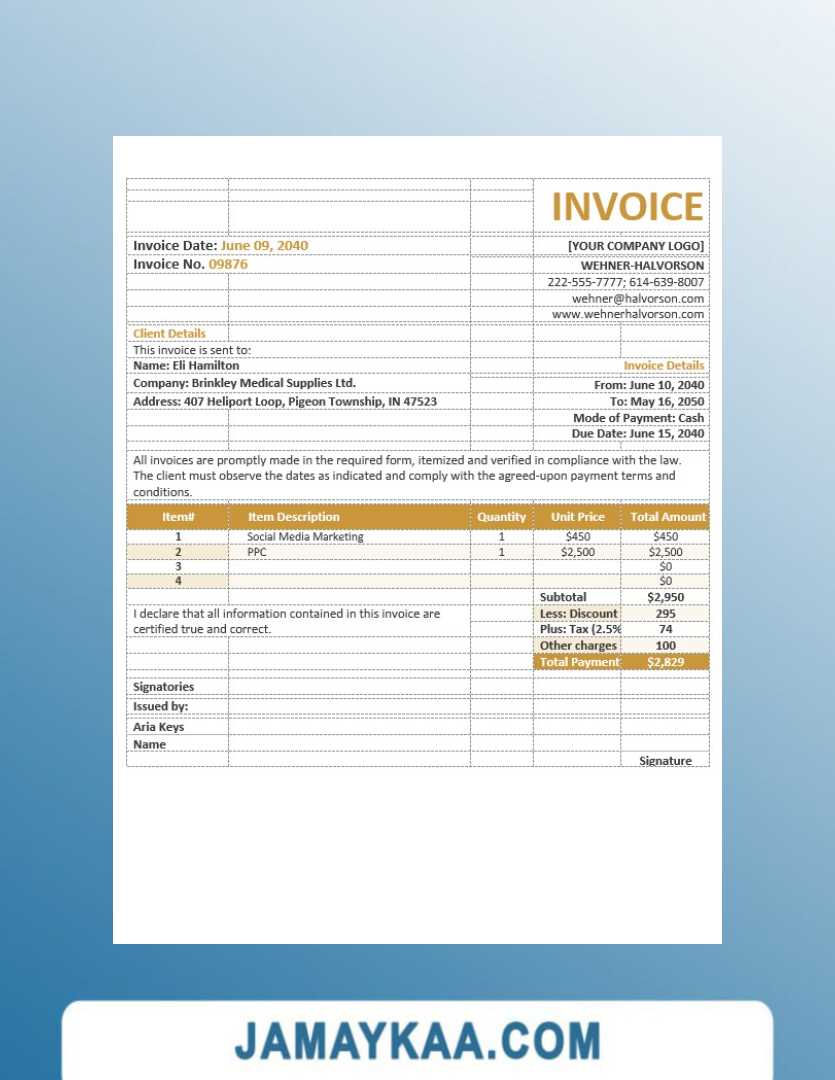 INVOICE
Invoice Date: June 09, 2040
[YOUR COMPANY LOGO]
Invoice No. 09876
WEHNER-HALVORSON
222-555-7777; 614-639-8007
wehner@halvorson.com
www.wehnerhalvorson.com
Client Details
This invoice is sent to:
Name: Eli Hamilton
Invoice Details
Company: Brinkley Medical Supplies Ltd.
From: June 10, 2040
Address: 407 Heliport Loop, Pigeon Township, IN 47523
To: May 16, 2050
Mode of Payment: Cash
Due Date: June 15, 2040
All invoices are promptly made in the required form, itemized and verified in compliance with the law.
The client must observe the dates as indicated and comply with the agreed-upon payment terms and
conditions.
Item# Item Description Quantity Unit Price Total Amount
1 Social Media Marketing 1 $450 $450
2 PPC 1 $2,500 $2,500
3 $0
4 $0
Subtotal $2,950
I declare that all information contained in this invoice are
certified true and correct.
Less: Discount 295
Plus: Tax (2.5% 74
Other charges 100
Total Payment $2,829
Signatories
Issued by:
Aria Keys
Name
Signature
JAMAYKAA.COM